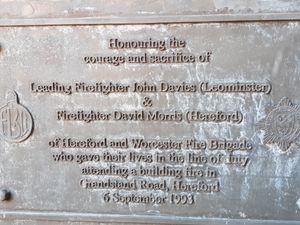 Honouring the
courage and sacrifice of
Leading Firefighter John Davies (Leominster)
&
Firefighter David Morris (Hereford)
of Hereford and Worcester Fire Brigade
who gave their lives in the line of duty
attending a building fire in
Grandstand Road, Hereford
6 September 1993
FBU